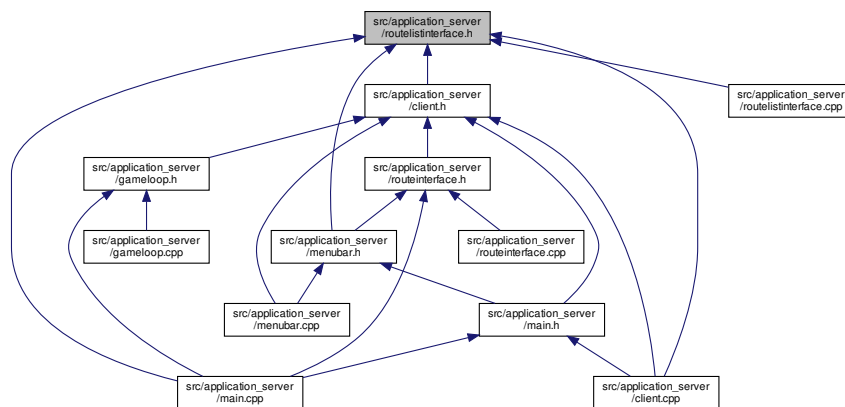 src/application_server
/routelistinterface.h
src/application_server
/client.h
src/application_server
/routelistinterface.cpp
src/application_server
/gameloop.h
src/application_server
/routeinterface.h
src/application_server
/gameloop.cpp
src/application_server
/menubar.h
src/application_server
/routeinterface.cpp
src/application_server
/menubar.cpp
src/application_server
/main.h
src/application_server
/main.cpp
src/application_server
/client.cpp